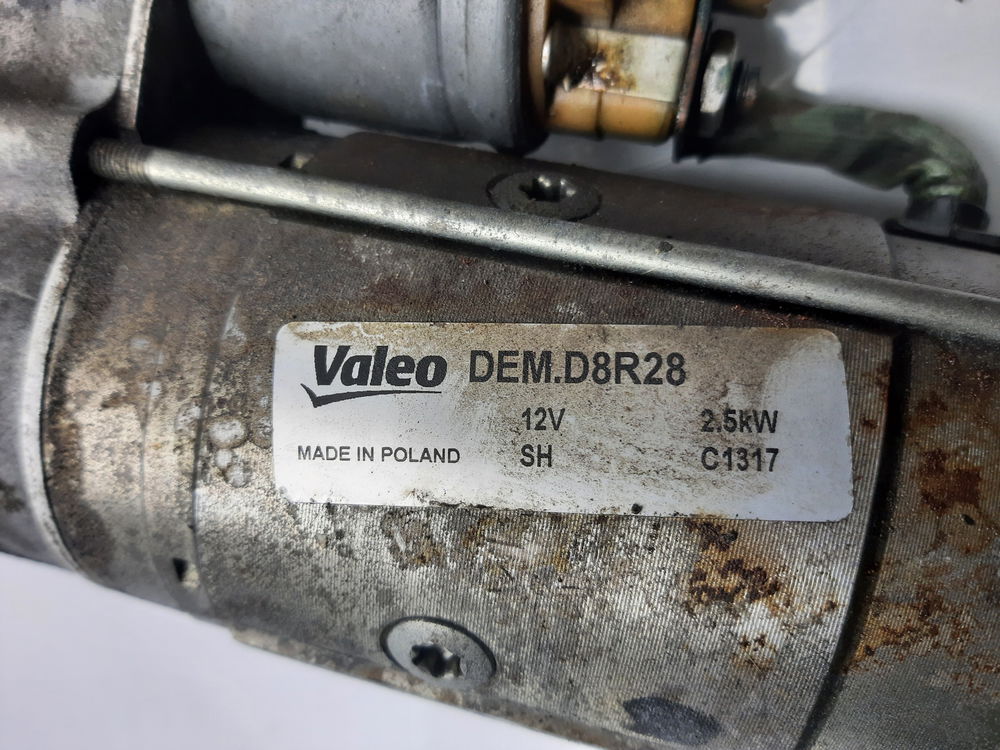 Valeo DEM.D8R28
12V 2.5kW
MADE IN POLAND SH C1317